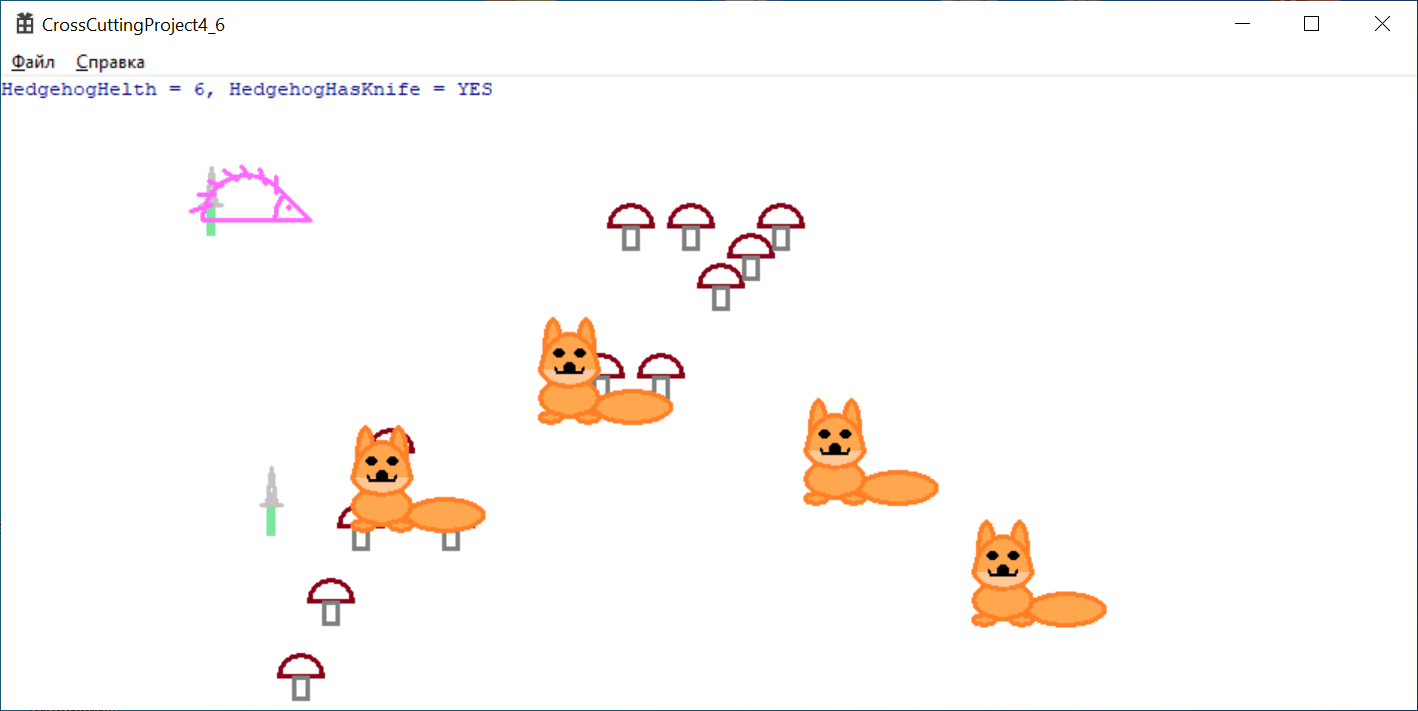 CrossCuttingProject4_6
Файл Справка
HedgehogHelth = 6, HedgehogHasKnife = YES